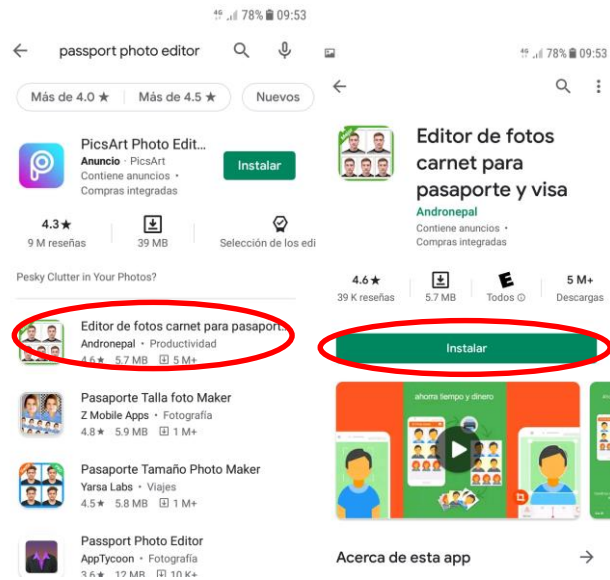 4G 78% 09:53
passport photo editor
Más de 4.0 ★ Más de 4.5 ★ Nuevos
PicsArt Photo Edit...
Anuncio · PicsArt
Contiene anuncios •
Compras integradas
Instalar
4.3★
9 M reseñas
39 MB
Selección de los edi
Pesky Clutter in Your Photos?
Editor de fotos carnet para pasaport...
Andronepal • Productividad
4.6★ 5.7 MB 5 M+
Pasaporte Talla foto Maker
Z Mobile Apps • Fotografía
4.8★ 5.9 MB 1 M+
Pasaporte Tamaño Photo Maker
Yarsa Labs • Viajes
4.5★ 5.8 MB 1 M+
Passport Photo Editor
AppTycoon • Fotografía
3.6★ 12 MB 10 K+
4G 78% 09:53
Editor de fotos
carnet para
pasaporte y visa
Andronepal
Contiene anuncios •
Compras integradas
4.6★
39 K reseñas
5.7 MB
E
Todos
5 M+
Descargas
Instalar
ahorra tiempo y dinero
Acerca de esta app